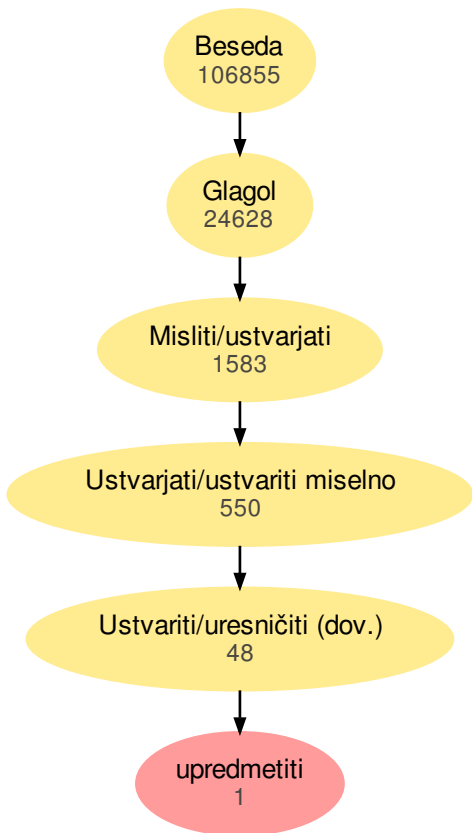 Beseda
106855
Glagol
24628
Misliti/ustvarjati
1583
Ustvarjati/ustvariti miselno
550
Ustvariti/uresničiti (dov.)
48
upredmetiti
1